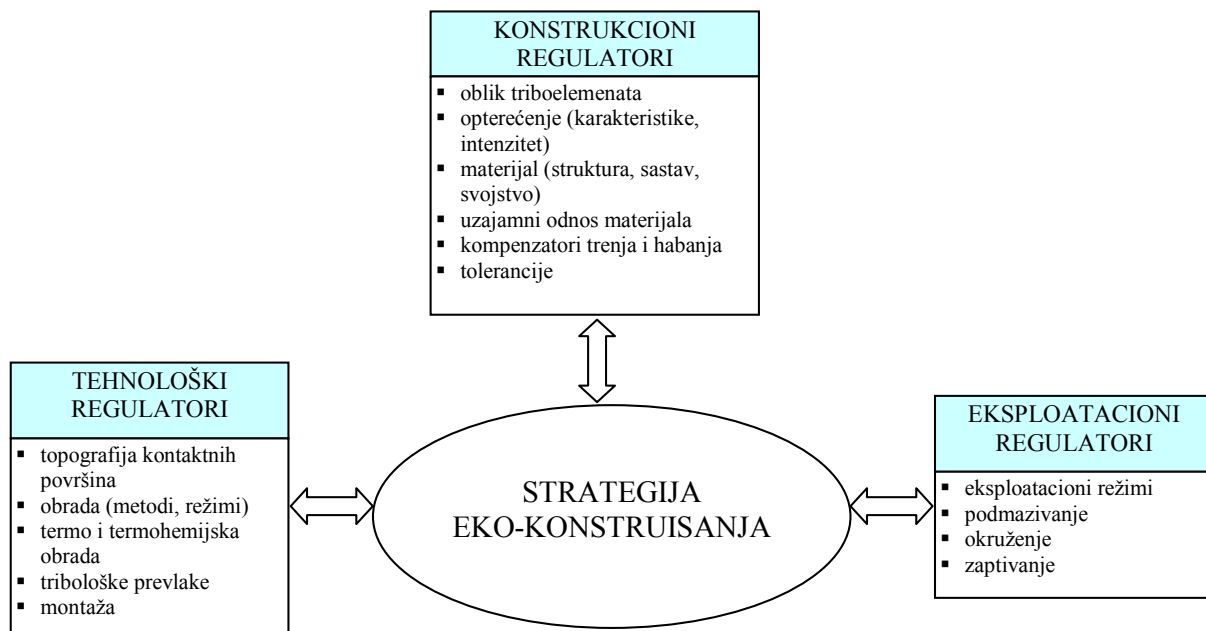 KONSTRUKCIONI
REGULATORI
▪ oblik triboelemenata
▪ opterećenje (karakteristike,
intenzitet)
▪ materijal (struktura, sastav,
svojstvo)
▪ uzajamni odnos materijala
▪ kompenzatori trenja i habanja
▪ tolerancije
TEHNOLOŠKI
REGULATORI
▪ topografija kontaktnih
površina
▪ obrada (metodi, režimi)
▪ termo i termohemijska
obrada
▪ tribološke prevlake
▪ montaža
STRATEGIJA
EKO-KONSTRUISANJA
EKSPLOATACIONI
REGULATORI
▪ eksploatacioni režimi
▪ podmazivanje
▪ okruženje
▪ zaptivanje